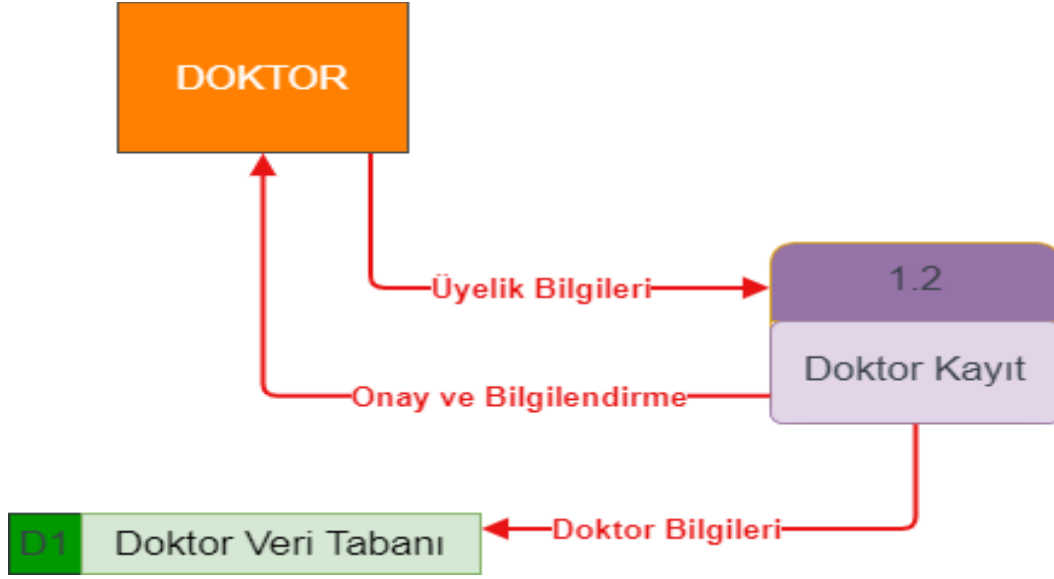 DOKTOR
Üyelik Bilgileri
1.2
Doktor Kayıt
Onay ve Bilgilendirme
Doktor Bilgileri
D1
Doktor Veri Tabanı